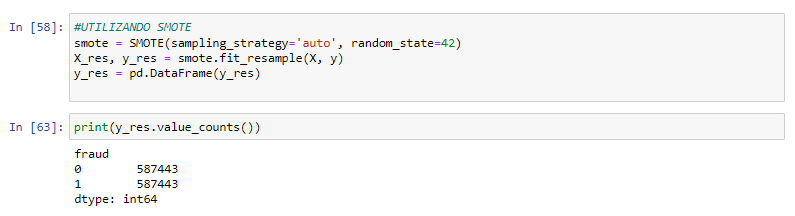 In [58]: #UTILIZANDO SMOTE
smote = SMOTE(sampling_strategy='auto', random_state=42)
X_res, y_res = smote.fit_resample(X, y)
y_res = pd.DataFrame(y_res)
In [63]: print(y_res.value_counts())
fraud
0 587443
1 587443
dtype: int64